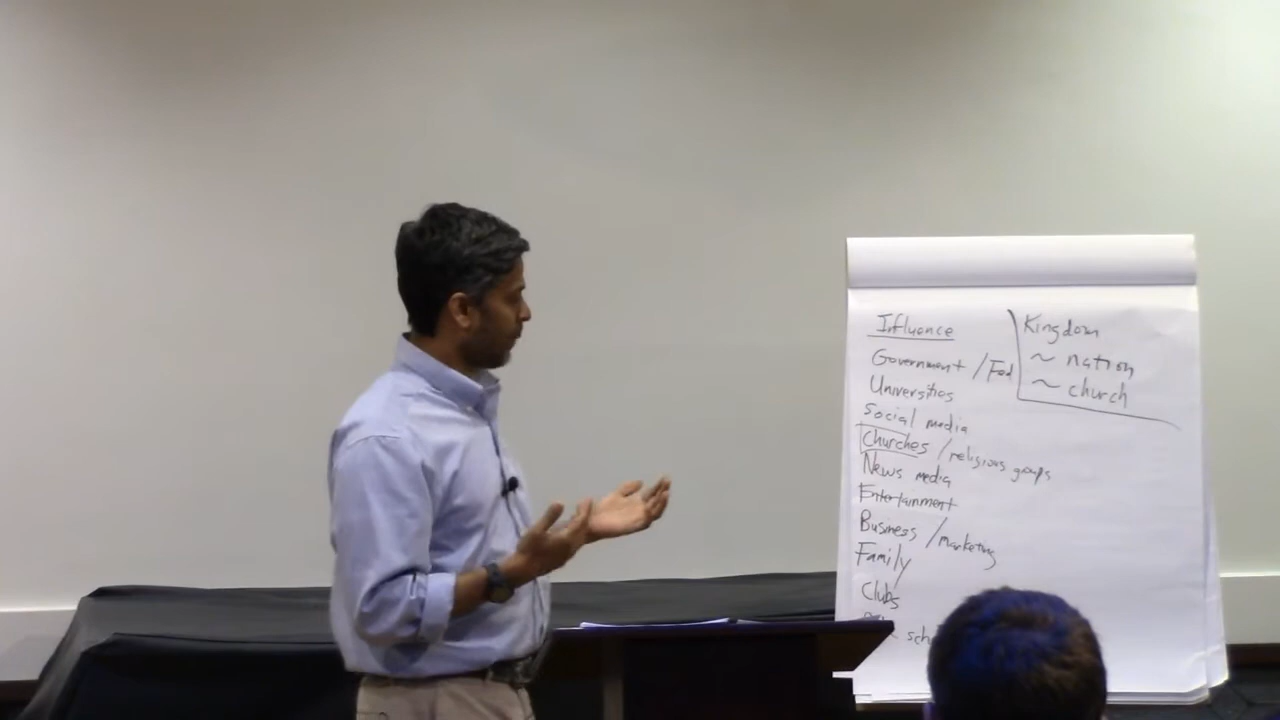 Influence
Government / Fed
Universities
Social media
Churches / religious groups
News media
Entertainment
Business / marketing
Family
Clubs
Kingdom
~ nation
~ church